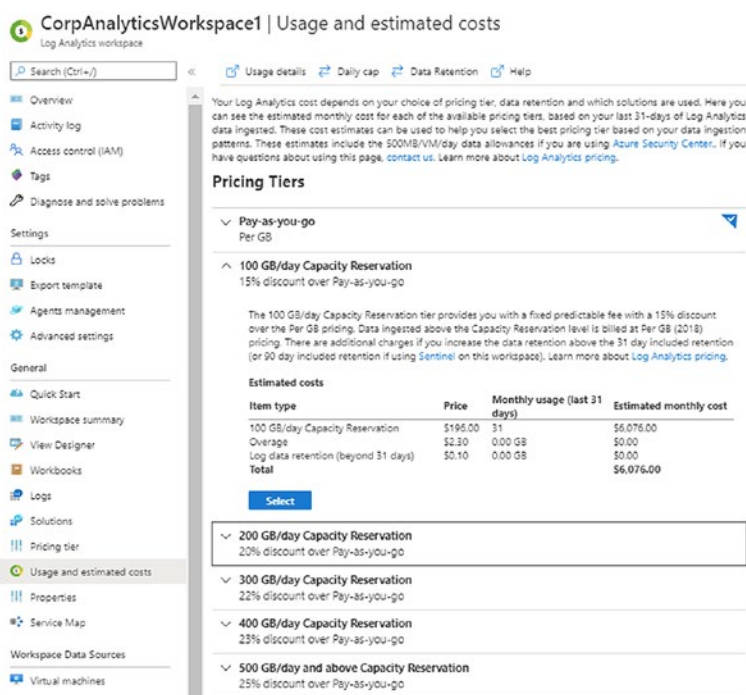 CorpAnalyticsWorkspace1 | Usage and estimated costs
Log Analytics workspace
Search (Ctrl+/)
«
Overview
Activity log
Access control (IAM)
Tags
Diagnose and solve problems
Settings
Locks
Export template
Agents management
Advanced settings
General
Quick Start
Workspace summary
View Designer
Workbooks
Logs
Solutions
Pricing tier
Usage and estimated costs
Properties
Service Map
Workspace Data Sources
Virtual machines
Usage details Daily cap Data Retention Help
Your Log Analytics cost depends on your choice of pricing tier, data retention and which solutions are used. Here you
can see the estimated monthly cost for each of the available pricing tiers, based on your last 31-days of Log Analytics
data ingested. These cost estimates can be used to help you select the best pricing tier based on your data ingestion
patterns. These estimates include the 500MB/VM/day data allowances if you are using Azure Security Center.. If you
have questions about using this page, contact us. Learn more about Log Analytics pricing.
Pricing Tiers
Pay-as-you-go
Per GB
100 GB/day Capacity Reservation
15% discount over Pay-as-you-go
The 100 GB/day Capacity Reservation tier provides you with a fixed predictable fee with a 15% discount
over the Per GB pricing. Data ingested above the Capacity Reservation level is billed at Per GB (2018)
pricing. There are additional charges if you increase the data retention above the 31 day included retention
(or 90 day included retention if using Sentinel on this workspace). Learn more about Log Analytics pricing.
Estimated costs
Item type Price Monthly usage (last 31 days) Estimated monthly cost
100 GB/day Capacity Reservation $196.00 31 $6,076.00
Overage $2.30 0.00 GB $0.00
Log data retention (beyond 31 days) $0.10 0.00 GB $0.00
Total $6,076.00
Select
200 GB/day Capacity Reservation
20% discount over Pay-as-you-go
300 GB/day Capacity Reservation
22% discount over Pay-as-you-go
400 GB/day Capacity Reservation
23% discount over Pay-as-you-go
500 GB/day and above Capacity Reservation
25% discount over Pay-as-you-go